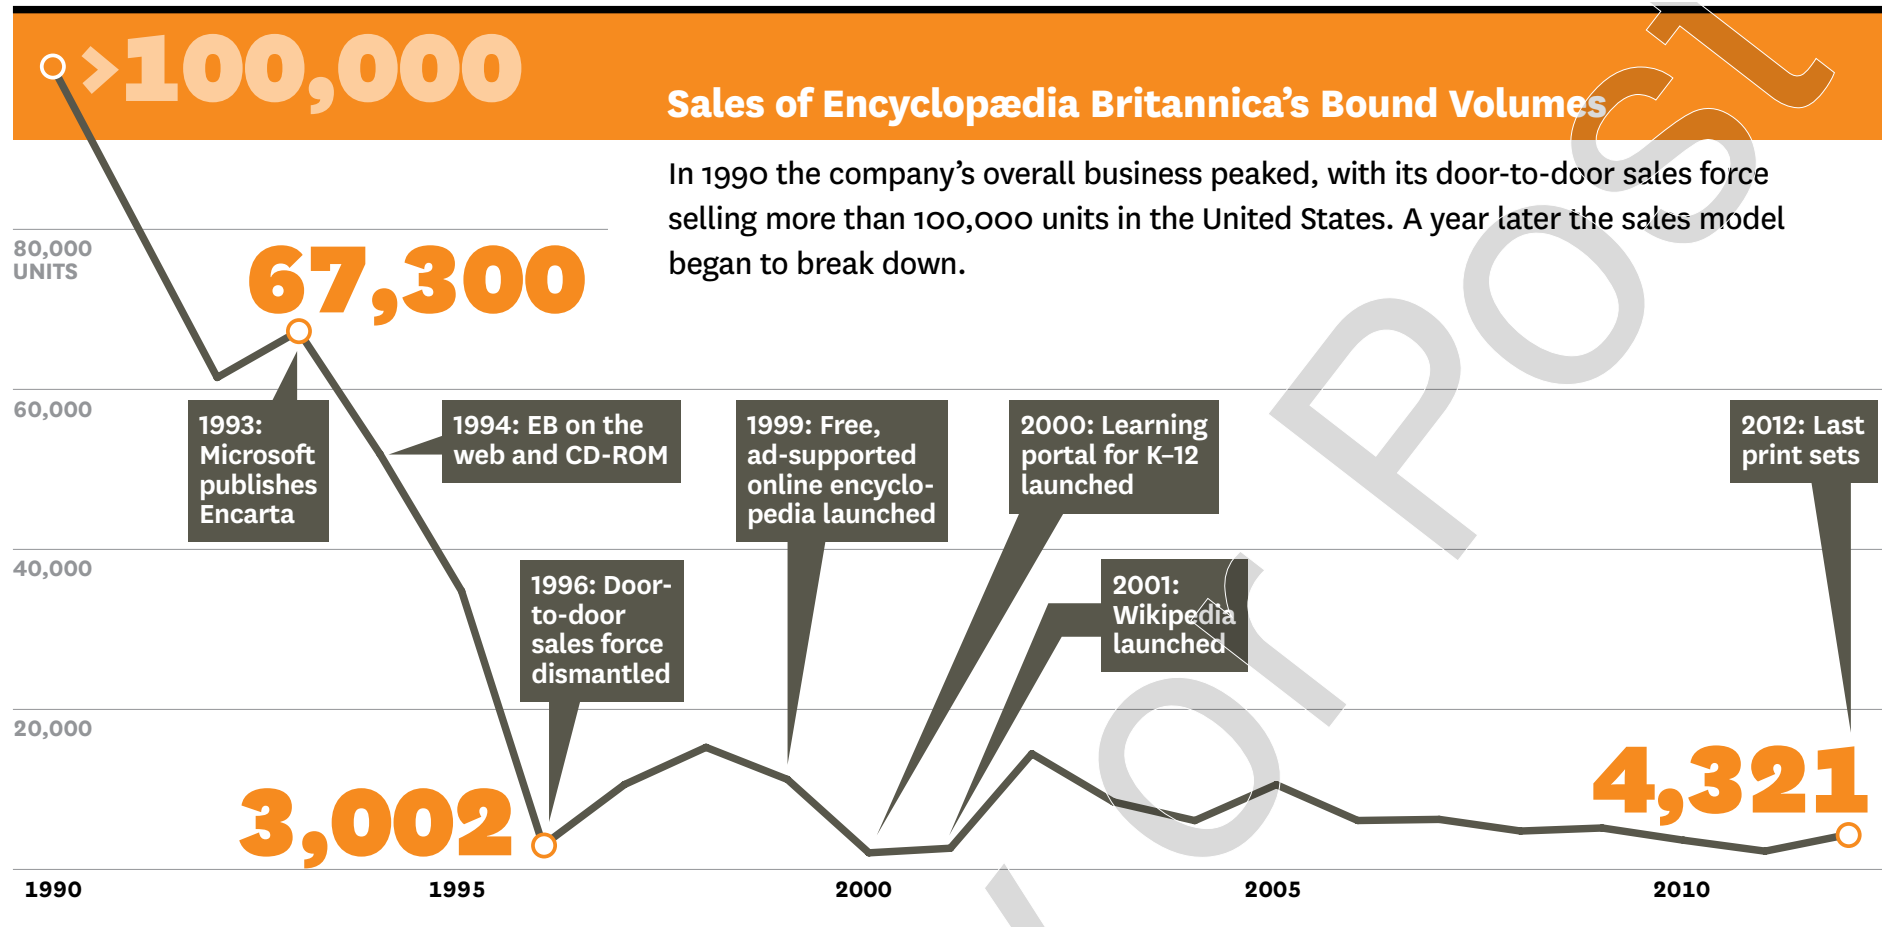 >100,000
Sales of Encyclopædia Britannica’s Bound Volumes
In 1990 the company’s overall business peaked, with its door-to-door sales force
selling more than 100,000 units in the United States. A year later the sales model
began to break down.
80,000
UNITS
67,300
60,000
1993:
Microsoft
publishes
Encarta
1994: EB on the
web and CD-ROM
1999: Free,
ad-supported
online encyclo-
pedia launched
2000: Learning
portal for K–12
launched
2012: Last
print sets
40,000
1996: Door-
to-door
sales force
dismantled
2001:
Wikipedia
launched
20,000
3,002
4,321
1990
1995
2000
2005
2010
or Post